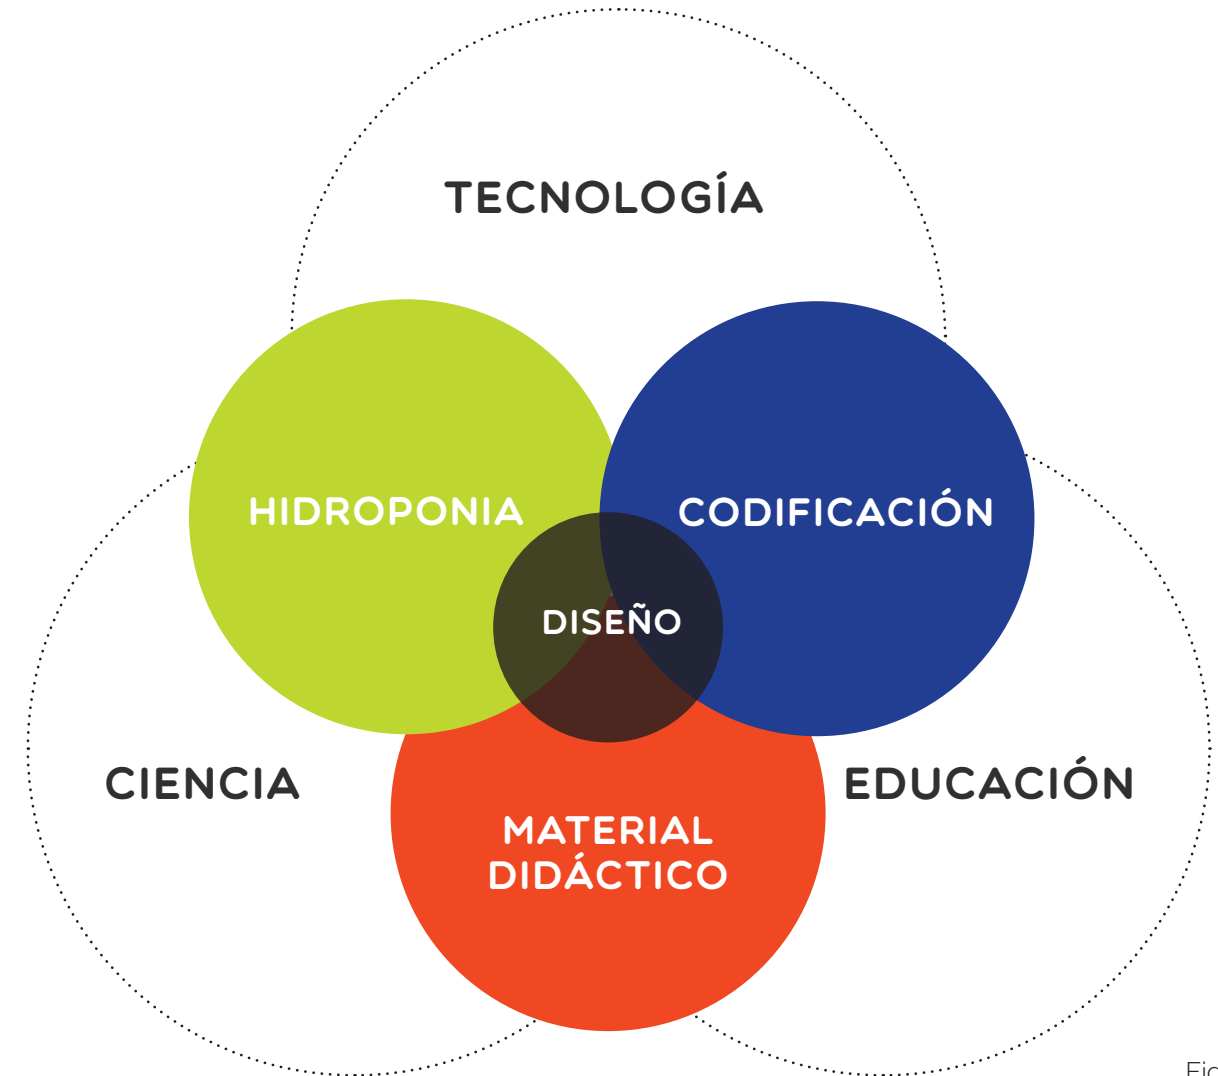 TECNOLOGÍA
HIDROPONIA
CODIFICACIÓN
DISEÑO
CIENCIA
EDUCACIÓN
MATERIAL
DIDÁCTICO